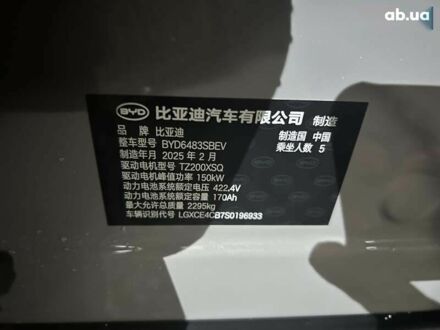 ab.ua
BYD 比亚迪汽车有限公司 制造
品 牌 比亚迪 制造国 中国
整车型号 BYD6483SBEV 乘坐人数 5
制造年月 2025 年 2 月
驱动电机型号 TZ200XSQ
驱动电机峰值功率 150kW
动力电池系统额定电压 422.4V
动力电池系统额定容量 170Ah
最大允许总质量 2295kg
车辆识别代号 LGXCE4CB7S0196933